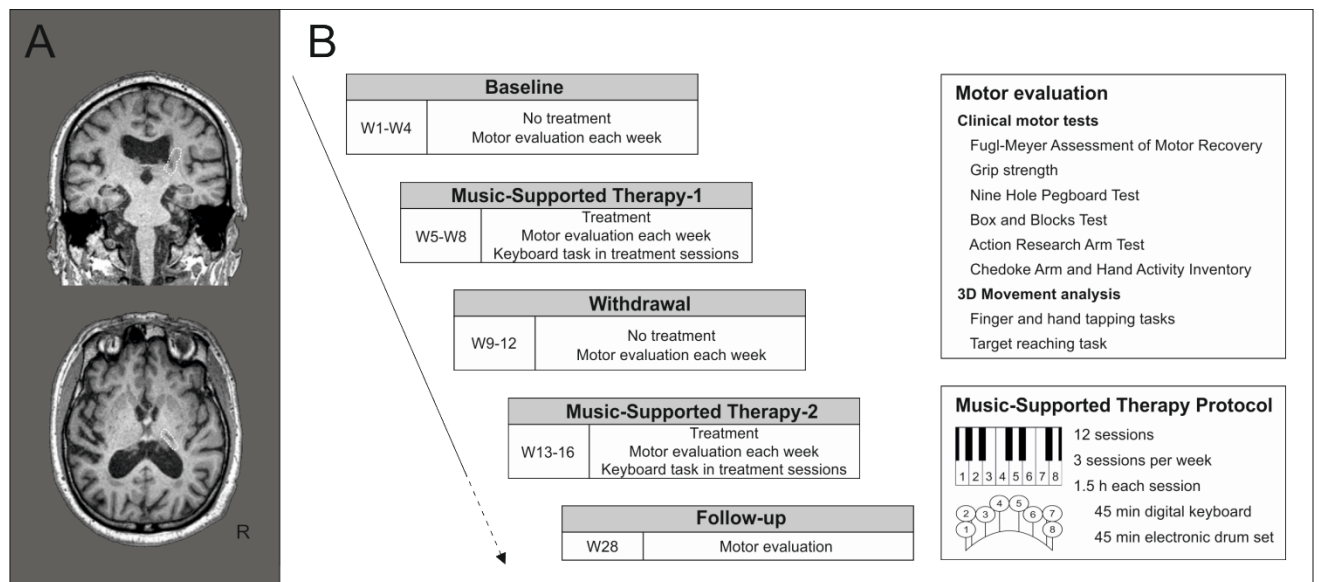 A
R
B
Baseline
W1-W4
No treatment
Motor evaluation each week
Music-Supported Therapy-1
W5-W8
Treatment
Motor evaluation each week
Keyboard task in treatment sessions
Withdrawal
W9-12
No treatment
Motor evaluation each week
Music-Supported Therapy-2
W13-16
Treatment
Motor evaluation each week
Keyboard task in treatment sessions
Follow-up
W28
Motor evaluation
Motor evaluation
Clinical motor tests
Fugl-Meyer Assessment of Motor Recovery
Grip strength
Nine Hole Pegboard Test
Box and Blocks Test
Action Research Arm Test
Chedoke Arm and Hand Activity Inventory
3D Movement analysis
Finger and hand tapping tasks
Target reaching task
Music-Supported Therapy Protocol
1 2 3 4 5 6 7 8
1 2 3 4 5 6 7 8
12 sessions
3 sessions per week
1.5 h each session
45 min digital keyboard
45 min electronic drum set